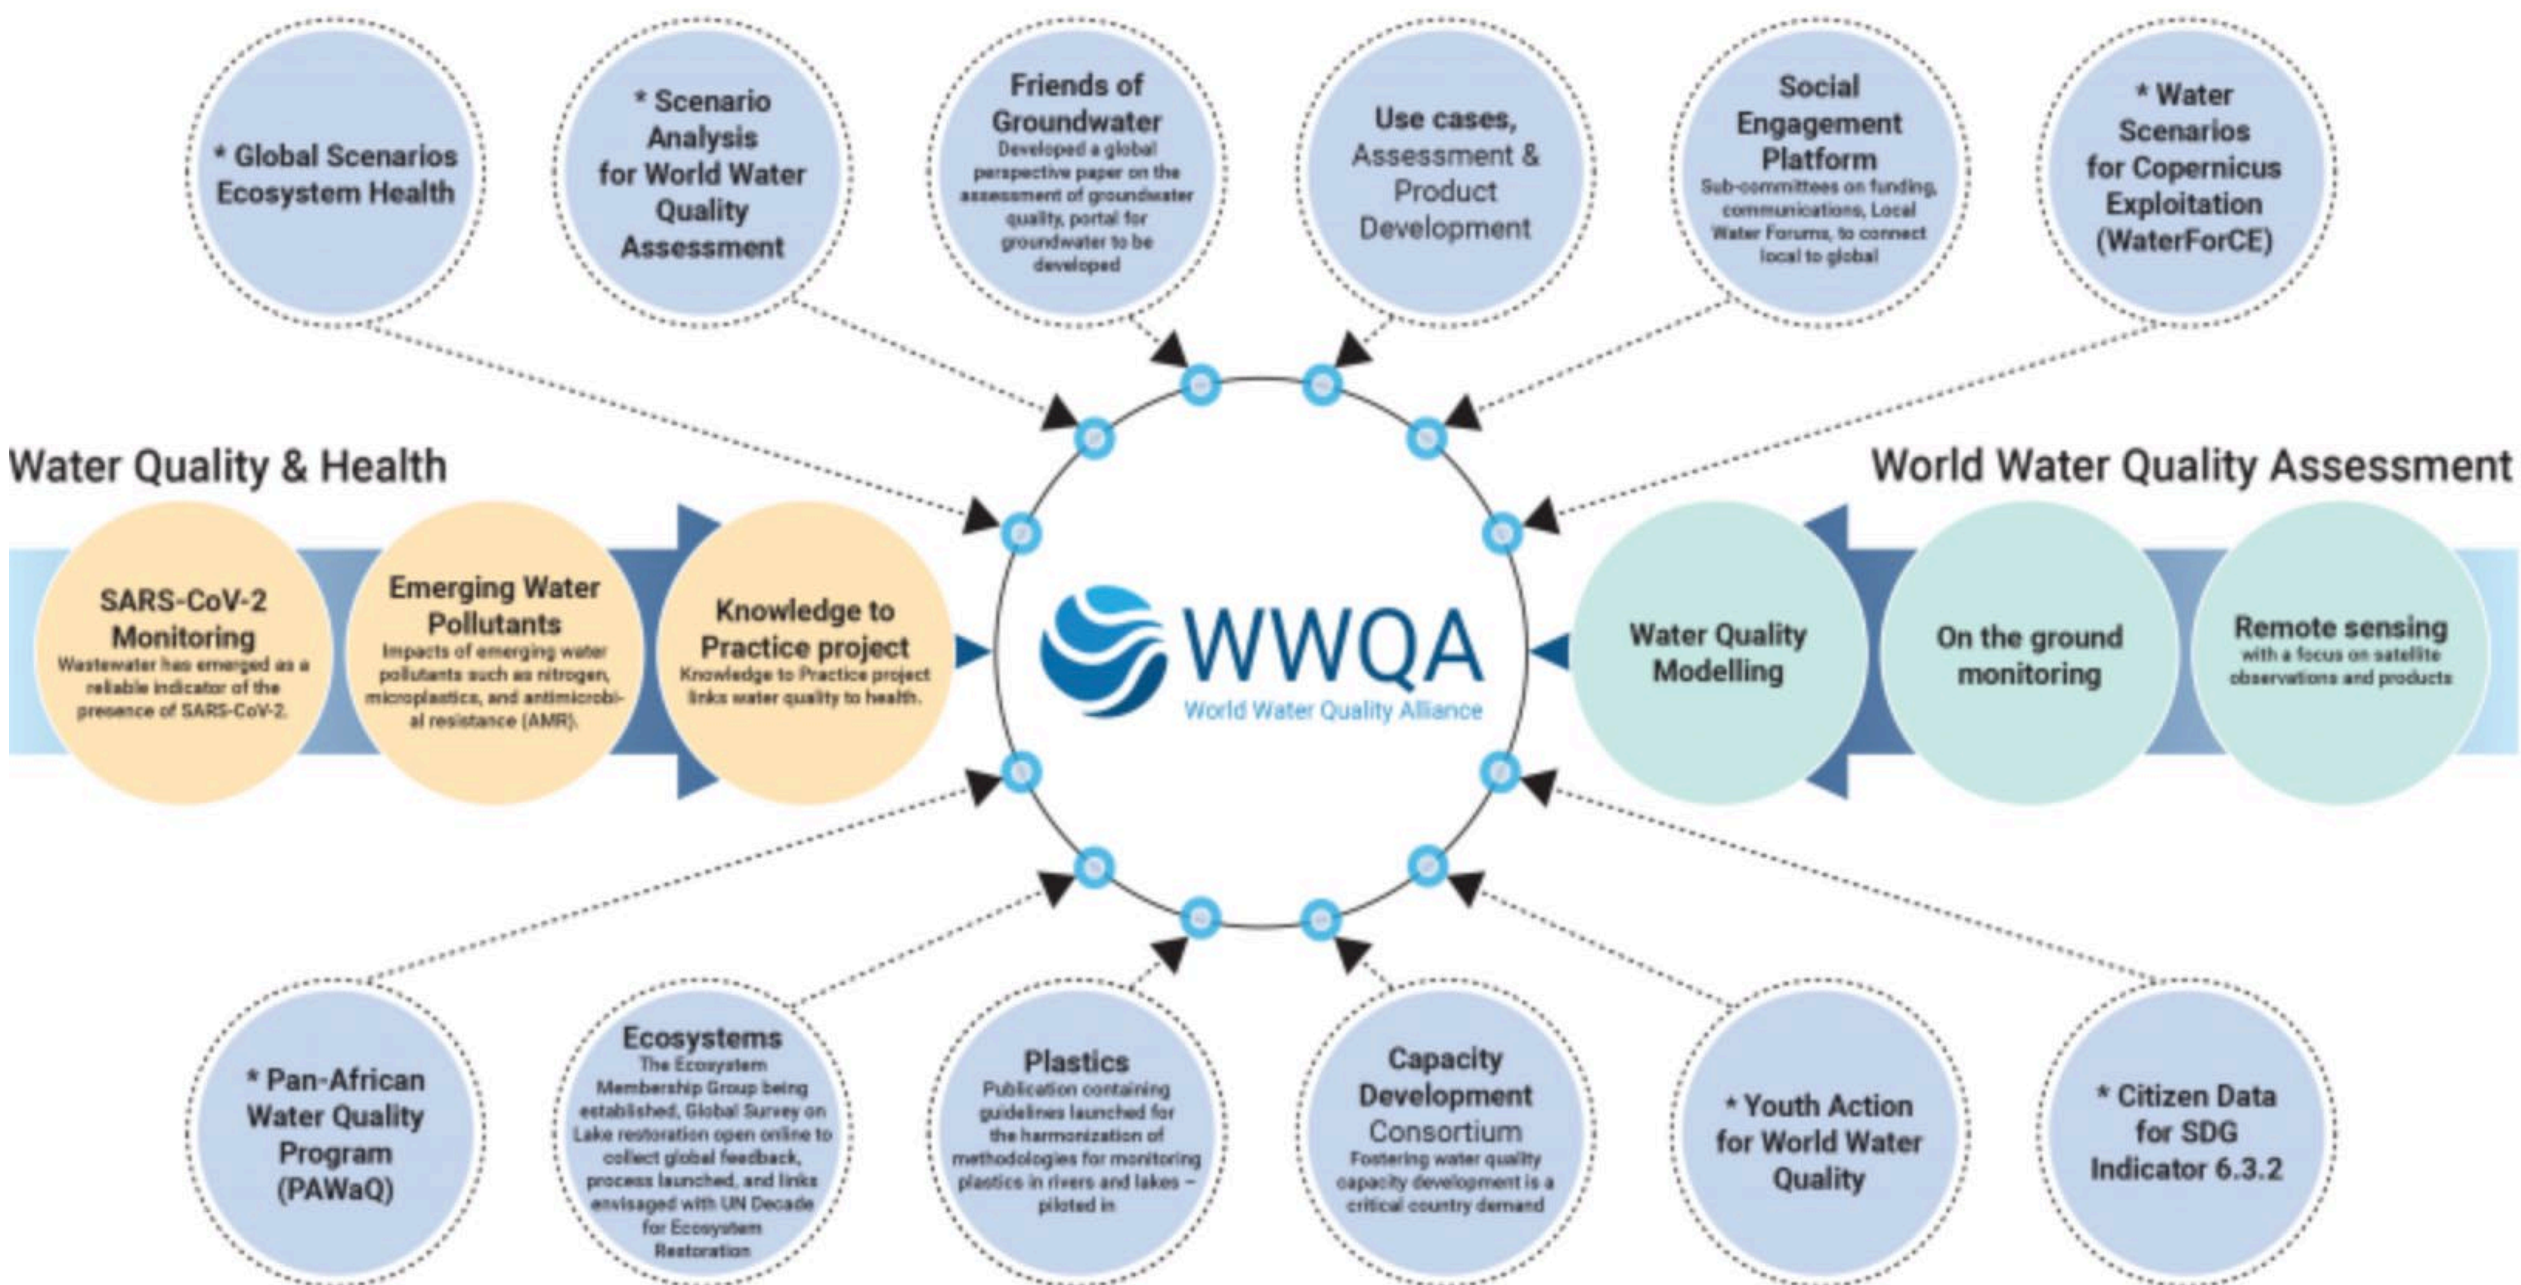 * Global Scenarios
Ecosystem Health
* Scenario
Analysis
for World Water
Quality
Assessment
Friends of
Groundwater
Developed a global
perspective paper on the
assessment of groundwater
quality, portal for
groundwater to be
developed
Use cases,
Assessment &
Product
Development
Social
Engagement
Platform
Sub-committees on funding,
communications, Local
Water Forums, to connect
local to global
* Water
Scenarios
for Copernicus
Exploitation
(WaterForCE)
Water Quality & Health
SARS-CoV-2
Monitoring
Wastewater has emerged as a
reliable indicator of the
presence of SARS-CoV-2.
Emerging Water
Pollutants
Impacts of emerging water
pollutants such as nitrogen,
microplastics, and antimicrobi-
al resistance (AMR).
Knowledge to
Practice project
Knowledge to Practice project
links water quality to health.
WWQA
World Water Quality Alliance
World Water Quality Assessment
Water Quality
Modelling
On the ground
monitoring
Remote sensing
with a focus on satellite
observations and products
* Pan-African
Water Quality
Program
(PAWaQ)
Ecosystems
The Ecosystem
Membership Group being
established, Global Survey on
Lake restoration open online to
collect global feedback,
process launched, and links
envisaged with UN Decade
for Ecosystem
Restoration
Plastics
Publication containing
guidelines launched for
the harmonization of
methodologies for monitoring
plastics in rivers and lakes –
piloted in
Capacity
Development
Consortium
Fostering water quality
capacity development is a
critical country demand
* Youth Action
for World Water
Quality
* Citizen Data
for SDG
Indicator 6.3.2